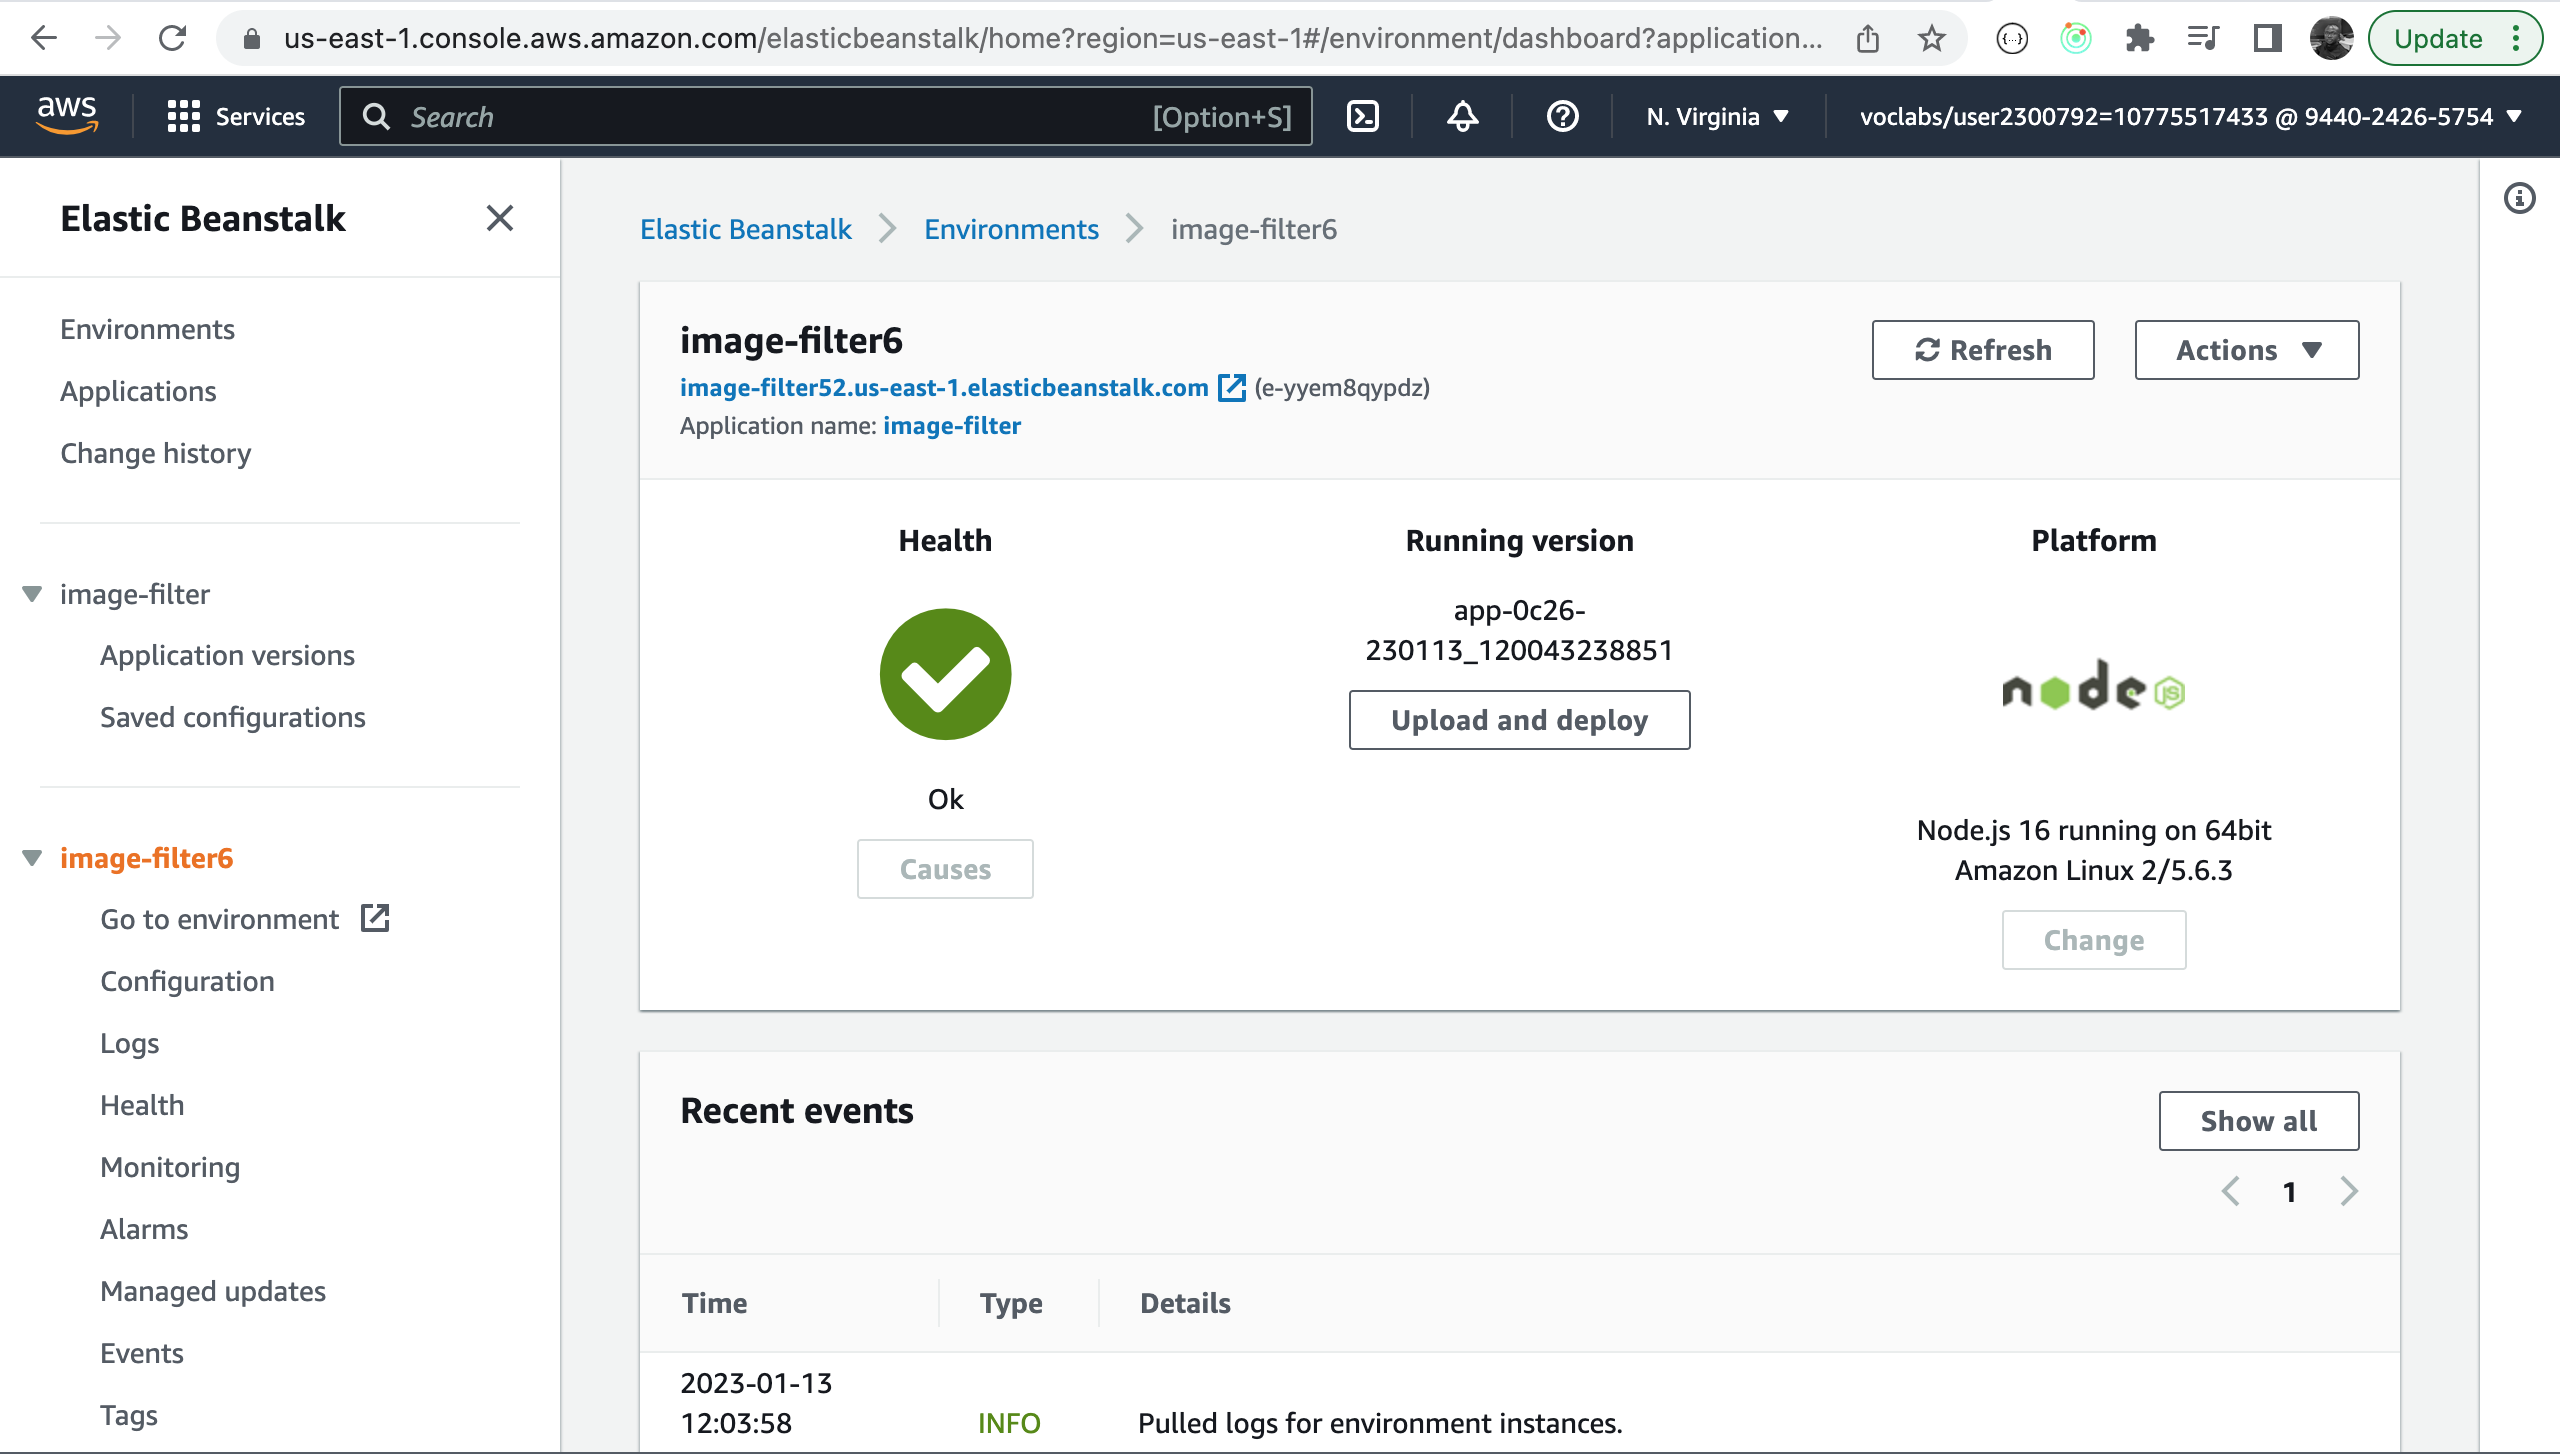 us-east-1.console.aws.amazon.com/elasticbeanstalk/home?region=us-east-1#/environment/dashboard?application...
Update
aws
Services
Search
[Option+S]
N. Virginia
voclabs/user2300792=10775517433 @ 9440-2426-5754
Elastic Beanstalk
Environments
Applications
Change history
image-filter
Application versions
Saved configurations
image-filter6
Go to environment
Configuration
Logs
Health
Monitoring
Alarms
Managed updates
Events
Tags
Elastic Beanstalk
Environments
image-filter6
image-filter6
image-filter52.us-east-1.elasticbeanstalk.com (e-yyem8qypdz)
Application name: image-filter
Refresh
Actions
Health
Ok
Causes
Running version
app-0c26-
230113_120043238851
Upload and deploy
Platform
node JS
Node.js 16 running on 64bit
Amazon Linux 2/5.6.3
Change
Recent events
Show all
1
Time
Type
Details
2023-01-13
12:03:58
INFO
Pulled logs for environment instances.